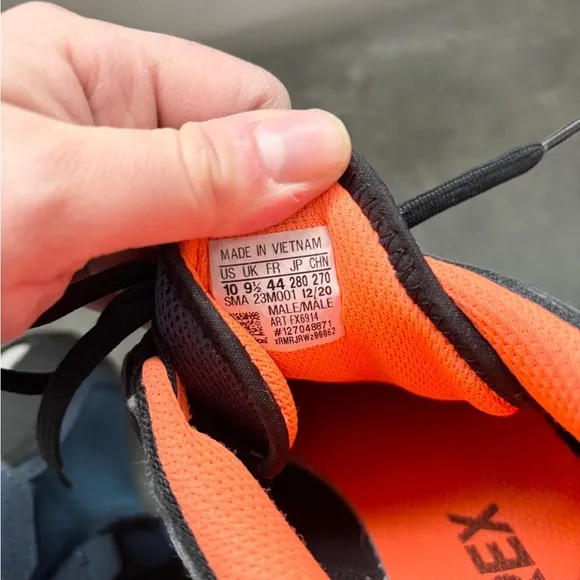 MADE IN VIETNAM
US UK FR JP CHN
10 9½ 44 280 270
SMA 23M001 12/20
MALE/MALE
ART FX6914
#127048871
REX